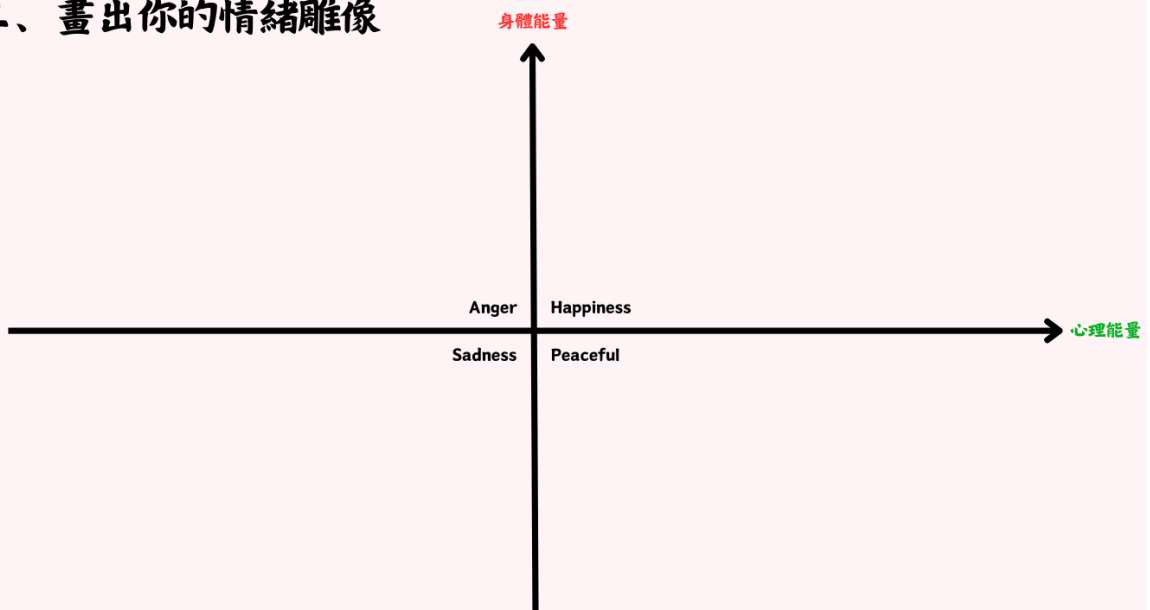 、畫出你的情緒雕像
身體能量
Anger
Happiness
心理能量
Sadness
Peaceful